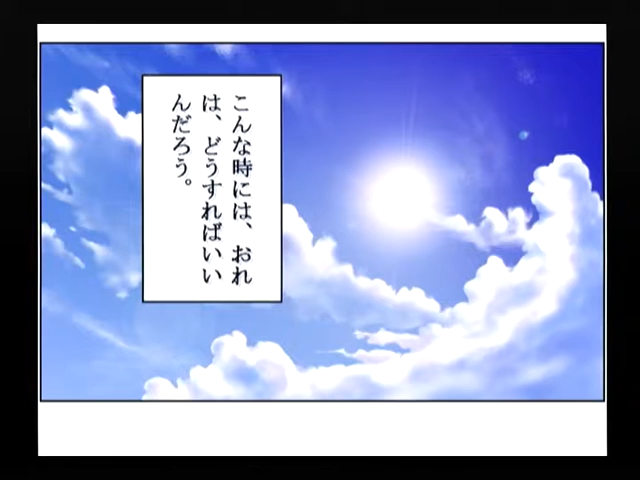 こんな時には、おれ
は、どうすればいい
んだろう。